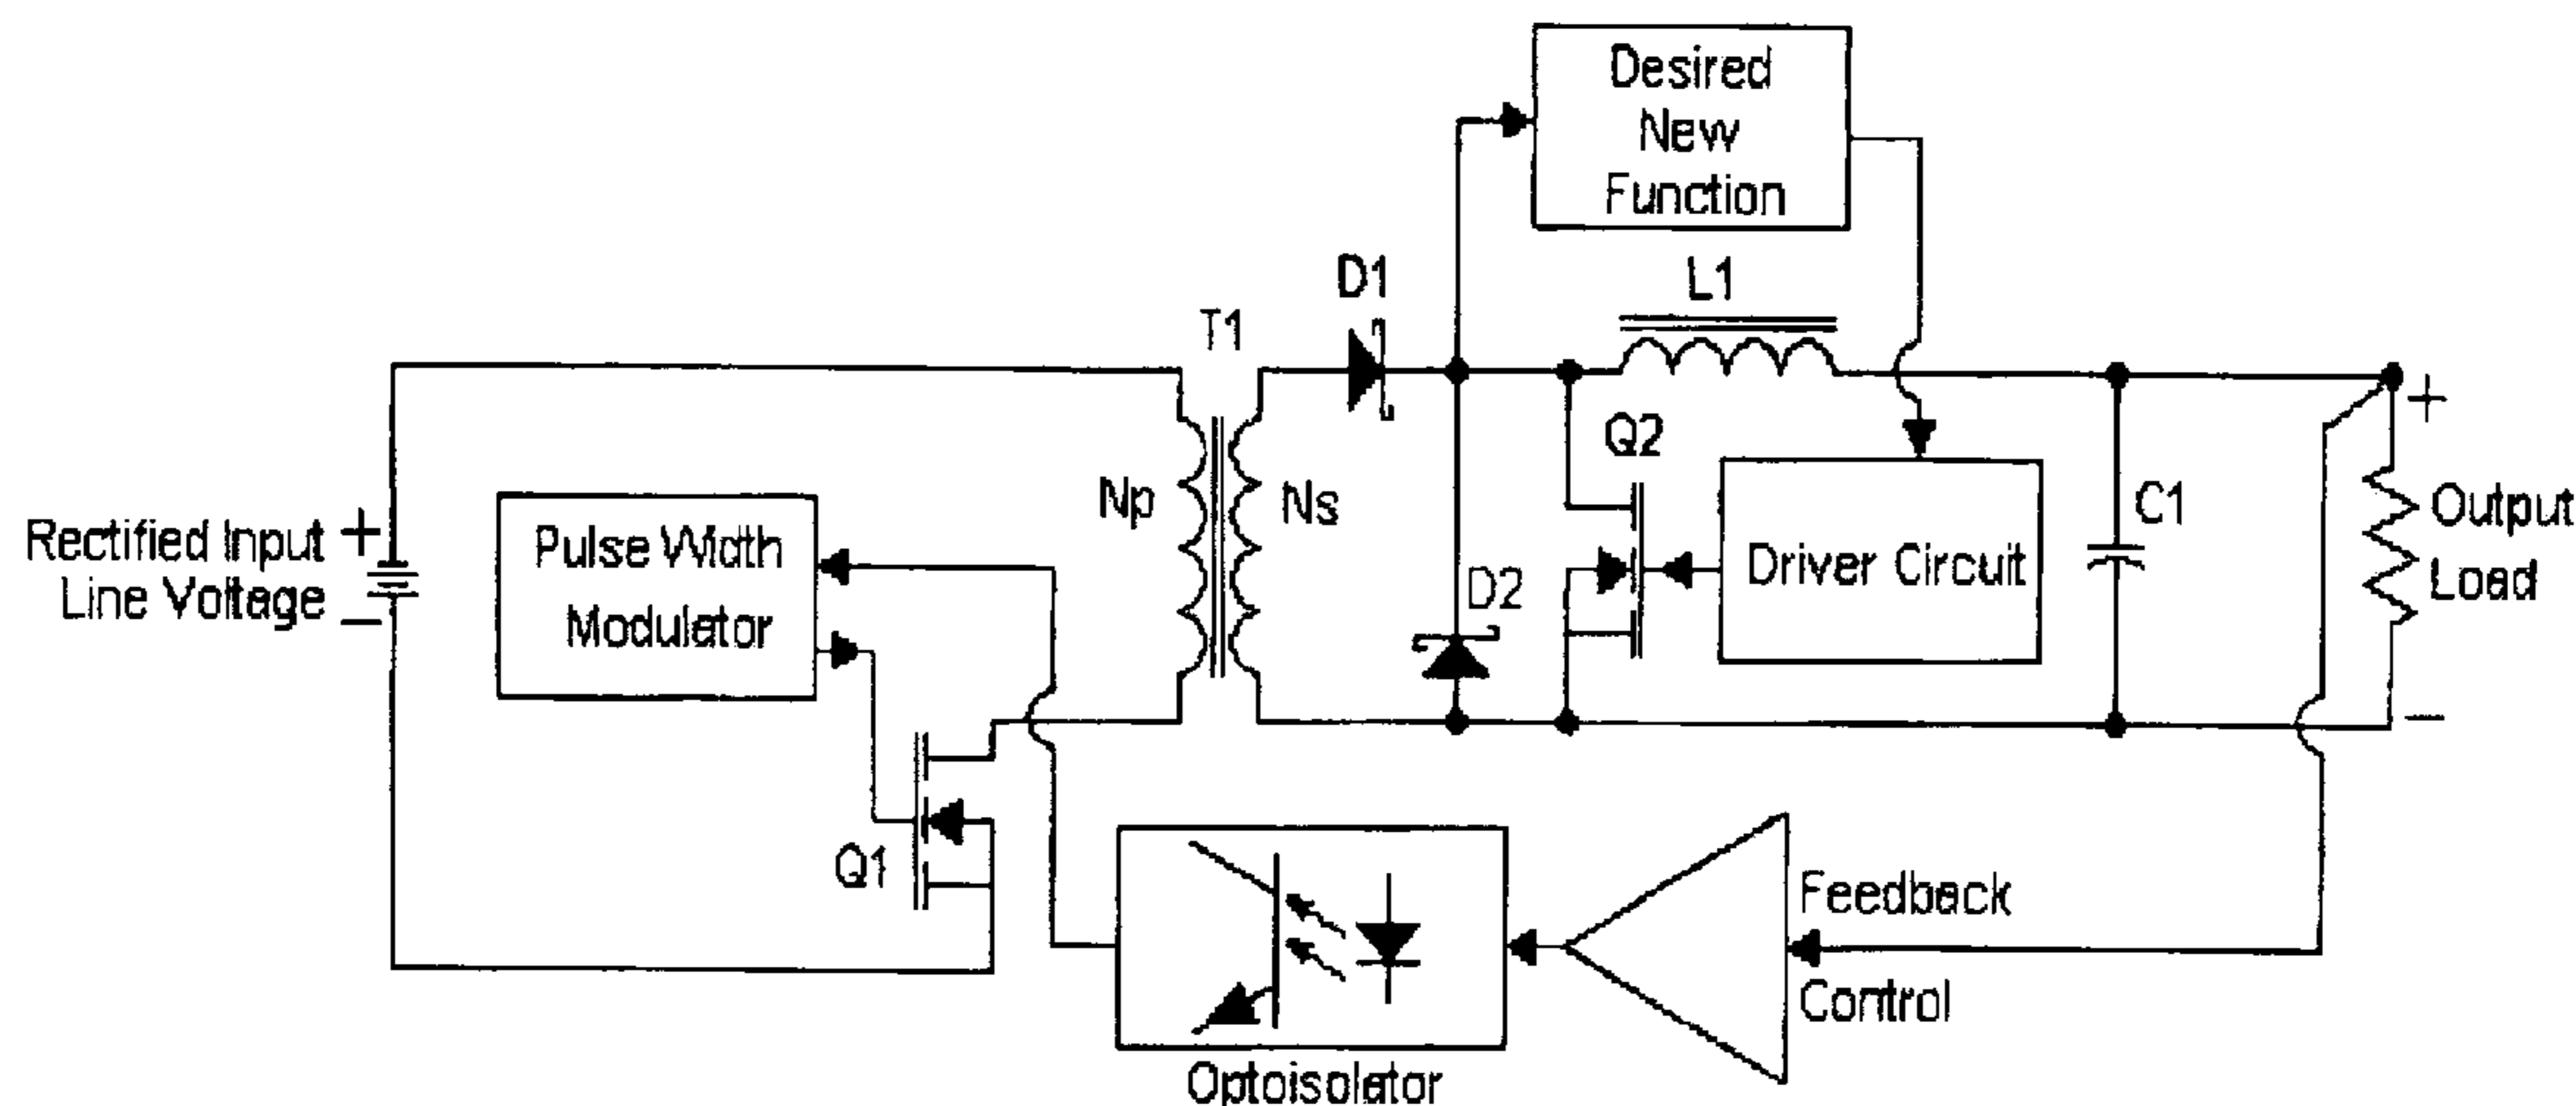 Desired
New
Function
D1
L1
T1
Q2
Np
Ns
C1
+
Output
Load
-
Rectified Input +
Line Voltage -
Pulse Width
Modulator
D2
Driver Circuit
Q1
Feedback
Control
Optoisolator